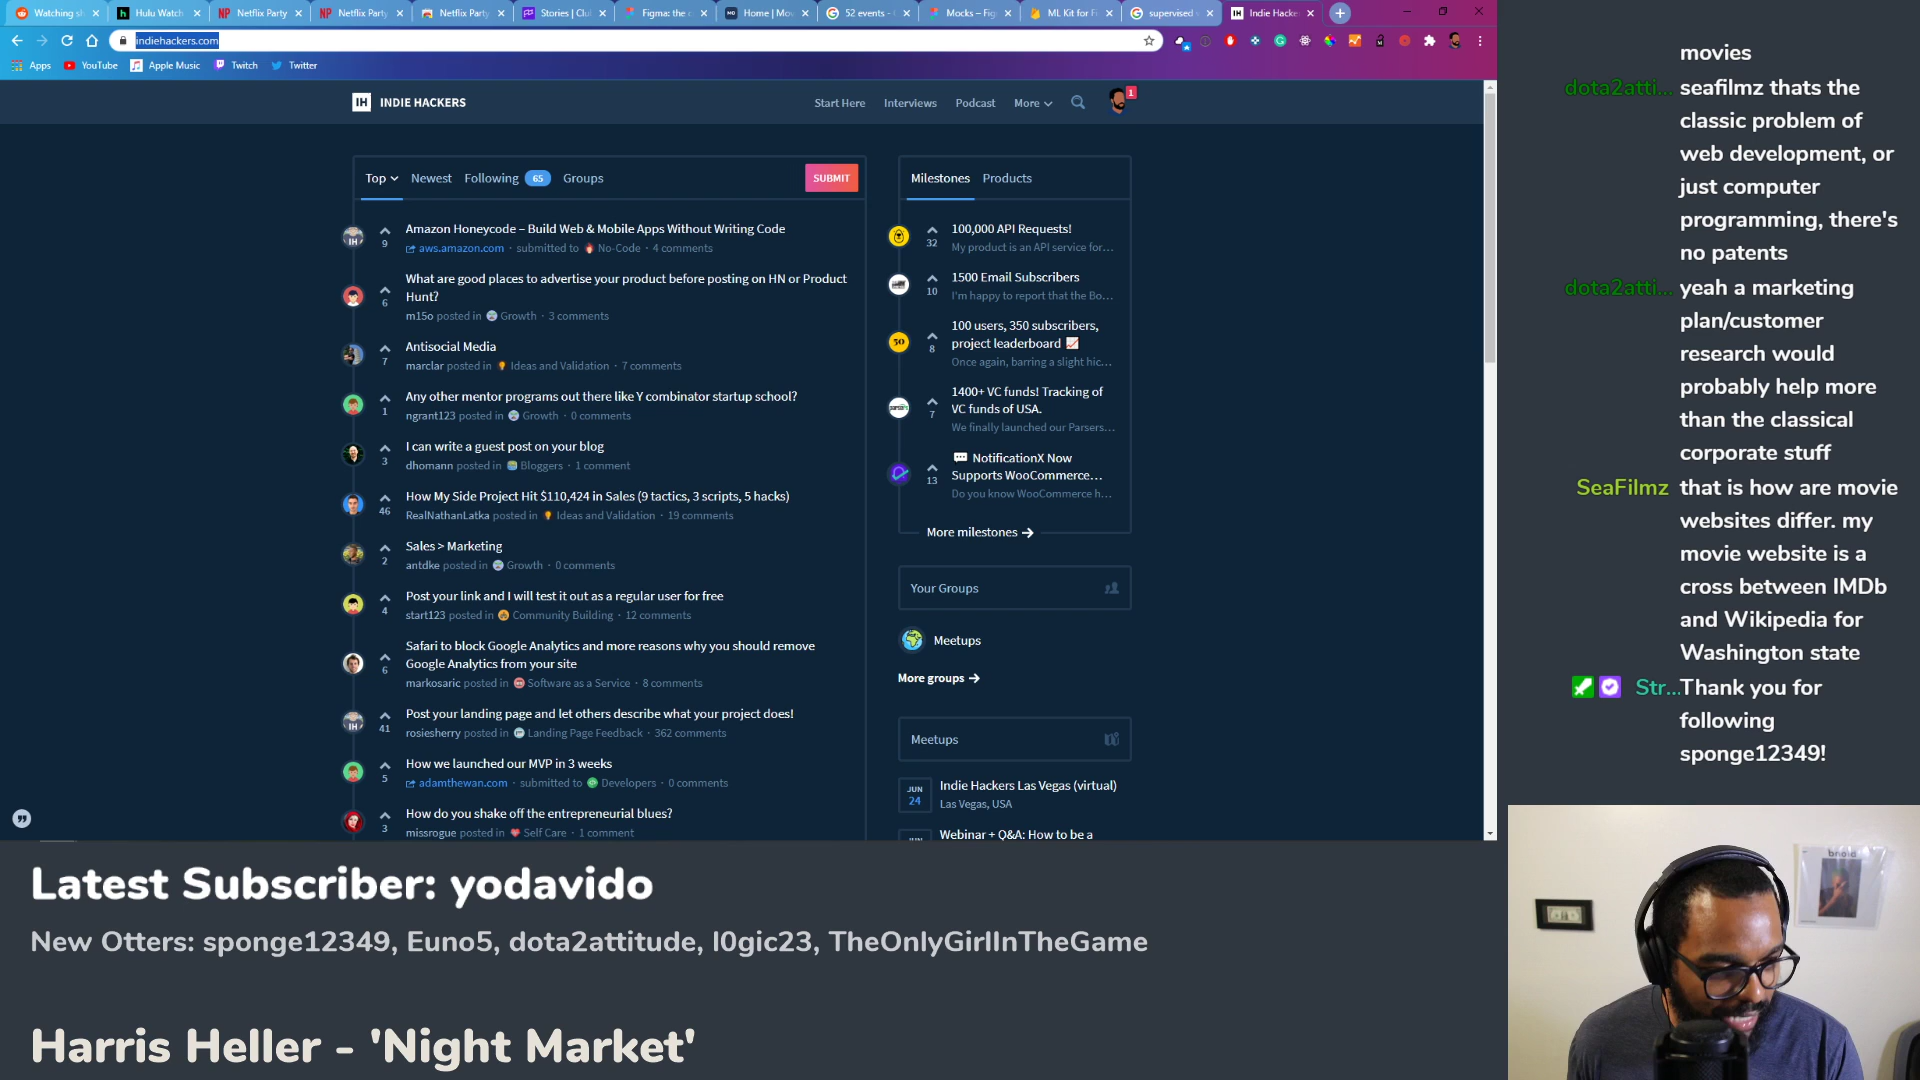 Watching s
Hulu Watch
Netflix Party
Netflix Party
Netflix Party
Stories | Clu
Figma: the c
Home | Mo
52 events - G
Mocks – Fig
ML Kit for F
supervised
Indie Hacke
indiehackers.com
Apps
YouTube
Apple Music
Twitch
Twitter
IH INDIE HACKERS
Start Here
Interviews
Podcast
More
1
Top
Newest
Following 65
Groups
SUBMIT
9
Amazon Honeycode – Build Web & Mobile Apps Without Writing Code
aws.amazon.com · submitted to No-Code · 4 comments
6
What are good places to advertise your product before posting on HN or Product
Hunt?
m15o posted in Growth · 3 comments
7
Antisocial Media
marclar posted in Ideas and Validation · 7 comments
1
Any other mentor programs out there like Y combinator startup school?
ngrant123 posted in Growth · 0 comments
3
I can write a guest post on your blog
dhomann posted in Bloggers · 1 comment
46
How My Side Project Hit $110,424 in Sales (9 tactics, 3 scripts, 5 hacks)
RealNathanLatka posted in Ideas and Validation · 19 comments
2
Sales > Marketing
antdke posted in Growth · 0 comments
4
Post your link and I will test it out as a regular user for free
start123 posted in Community Building · 12 comments
6
Safari to block Google Analytics and more reasons why you should remove
Google Analytics from your site
markosaric posted in Software as a Service · 8 comments
41
Post your landing page and let others describe what your project does!
rosiesherry posted in Landing Page Feedback · 362 comments
5
How we launched our MVP in 3 weeks
adamthewan.com · submitted to Developers · 0 comments
3
How do you shake off the entrepreneurial blues?
missrogue posted in Self Care · 1 comment
Milestones
Products
32
100,000 API Requests!
My product is an API service for...
10
1500 Email Subscribers
I'm happy to report that the Bo...
8
100 users, 350 subscribers,
project leaderboard
Once again, barring a slight hic...
7
1400+ VC funds! Tracking of
VC funds of USA.
We finally launched our Parsers...
13
NotificationX Now
Supports WooCommerce...
Do you know WooCommerce h...
More milestones →
Your Groups
Meetups
More groups →
Meetups
JUN
24
Indie Hackers Las Vegas (virtual)
Las Vegas, USA
Webinar + Q&A: How to be a
movies
dota2atti... seafilmz thats the
classic problem of
web development, or
just computer
programming, there's
no patents
dota2atti... yeah a marketing
plan/customer
research would
probably help more
than the classical
corporate stuff
SeaFilmz that is how are movie
websites differ. my
movie website is a
cross between IMDb
and Wikipedia for
Washington state
Str... Thank you for
following
sponge12349!
Latest Subscriber: yodavido
New Otters: sponge12349, Euno5, dota2attitude, l0gic23, TheOnlyGirlInTheGame
Harris Heller - 'Night Market'